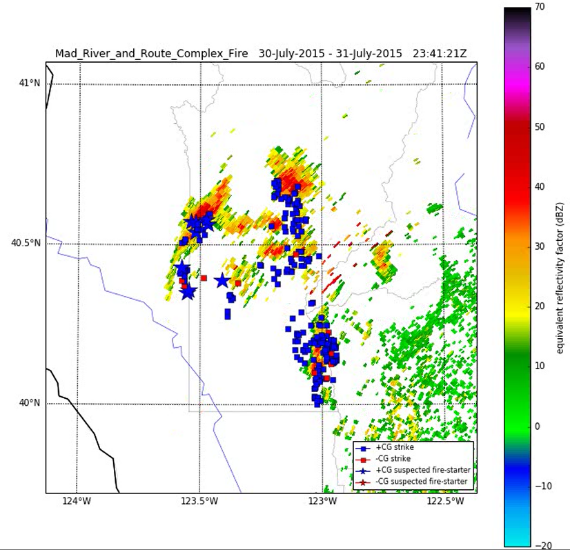 Mad_River_and_Route_Complex_Fire 30-July-2015 - 31-July-2015 23:41:21Z
41°N
40.5°N
40°N
124°W
123.5°W
123°W
122.5°W
+CG strike
-CG strike
+CG suspected fire-starter
-CG suspected fire-starter
70
60
50
40
30
20
10
0
−10
−20
equivalent reflectivity factor (dBZ)